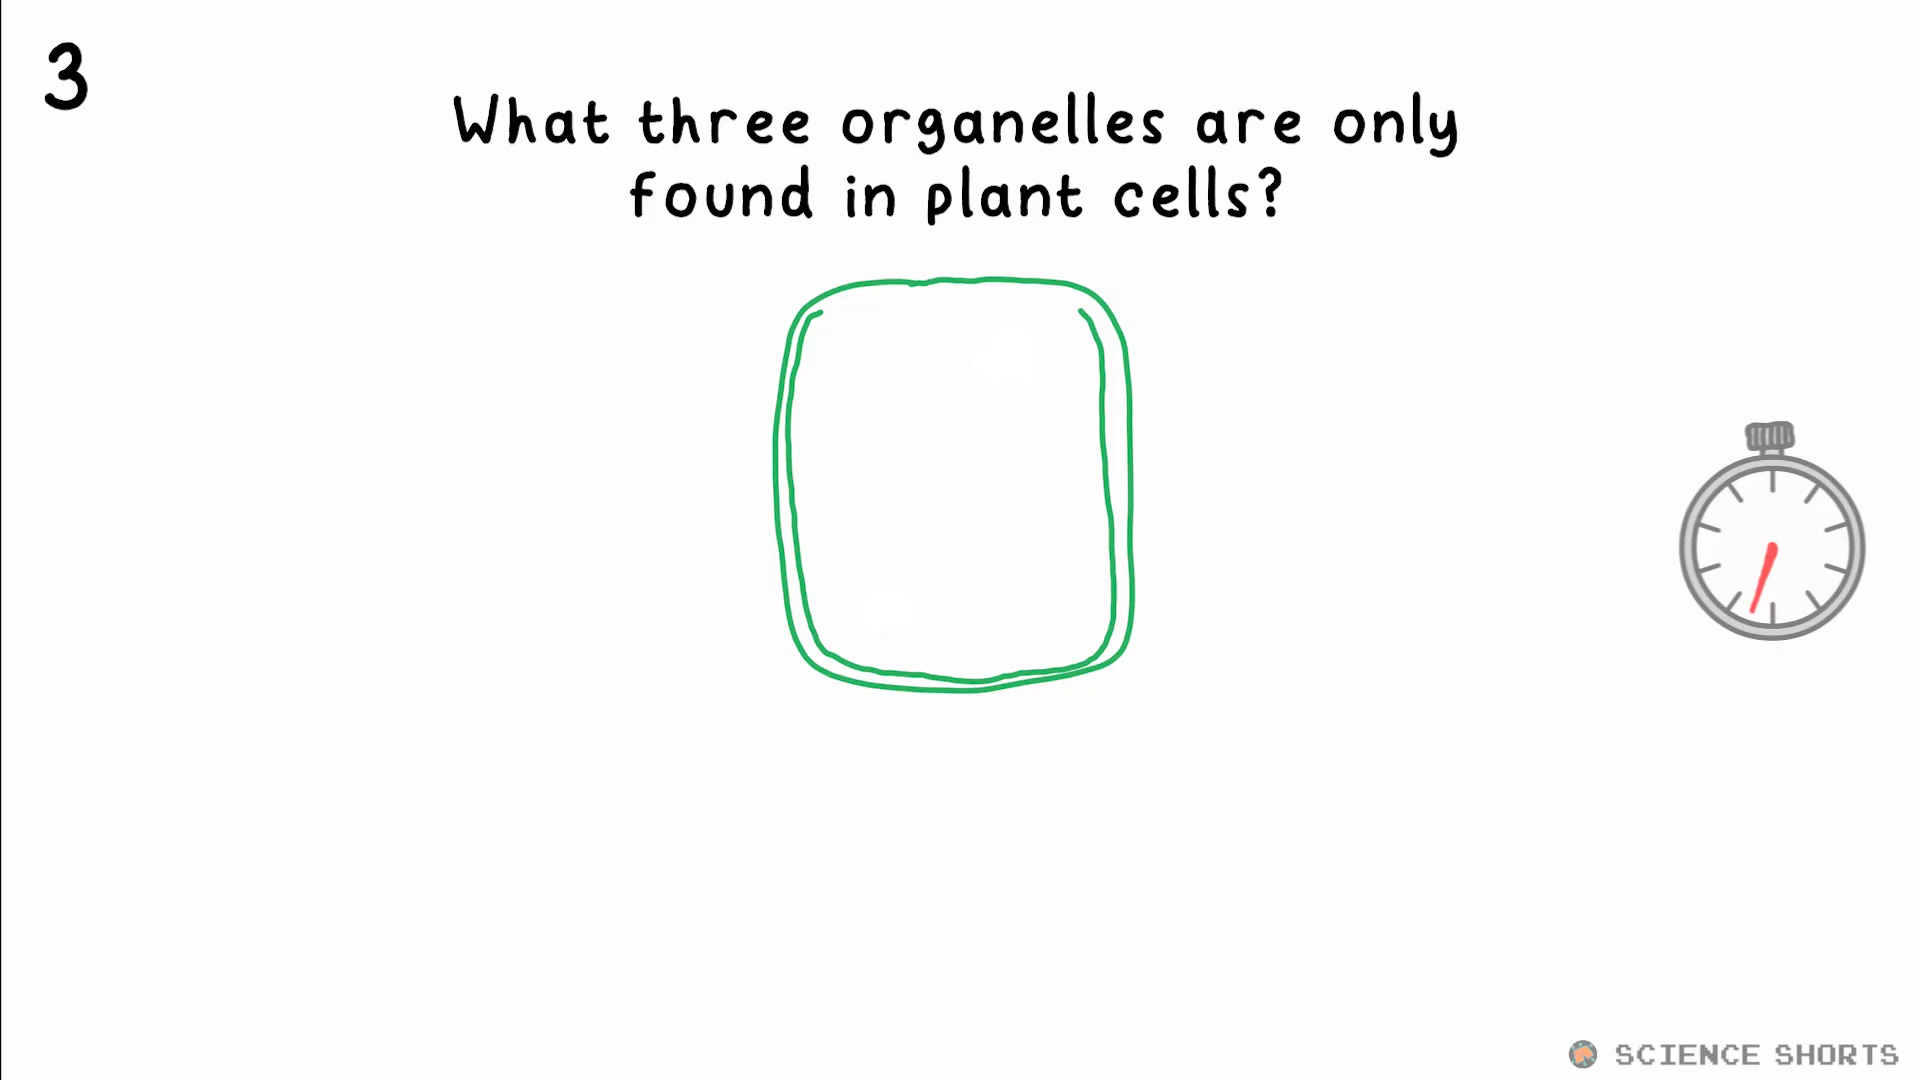 3
What three organelles are only
found in plant cells?
SCIENCE SHORTS